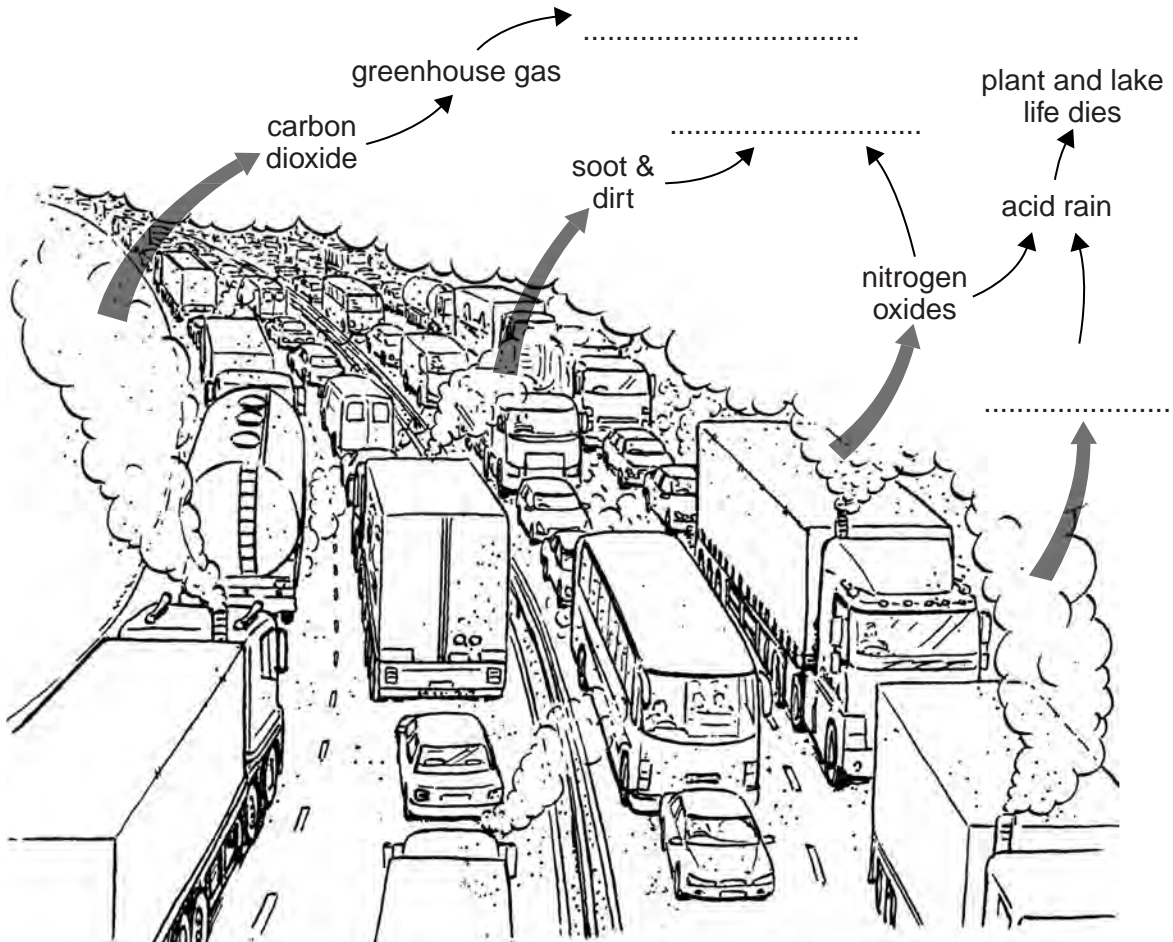 greenhouse gas
carbon
dioxide
soot &
dirt
plant and lake
life dies
acid rain
nitrogen
oxides